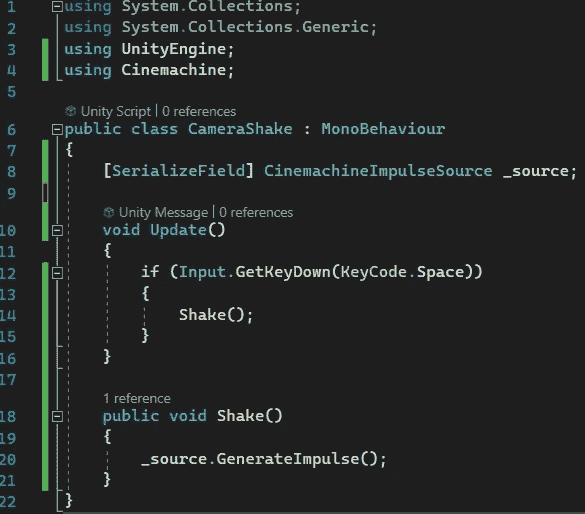 1 using System.Collections;
2 using System.Collections.Generic;
3 using UnityEngine;
4 using Cinemachine;
5
Unity Script | 0 references
6 public class CameraShake : MonoBehaviour
7 {
8 [SerializeField] CinemachineImpulseSource _source;
9
Unity Message | 0 references
10 void Update()
11 {
12 if (Input.GetKeyDown(KeyCode.Space))
13 {
14 Shake();
15 }
16 }
17
1 reference
18 public void Shake()
19 {
20 _source.GenerateImpulse();
21 }
22 }